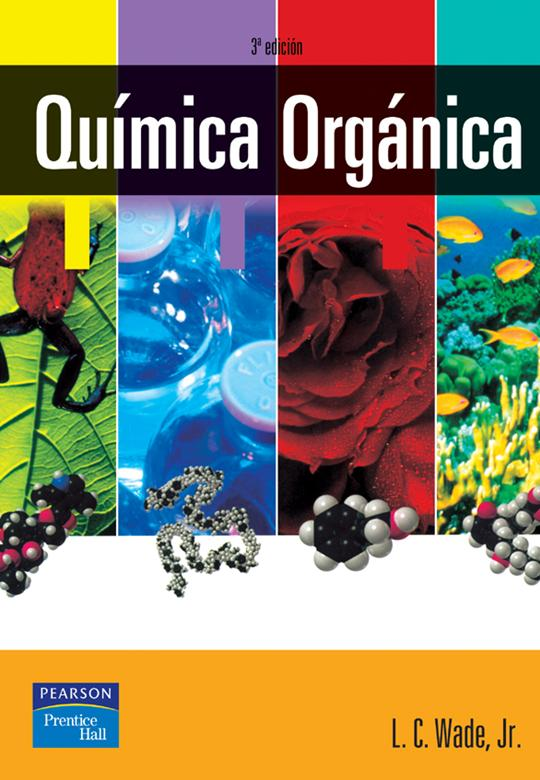 3ª edición
Química Orgánica
PEARSON
Prentice
Hall
L. C. Wade, Jr.